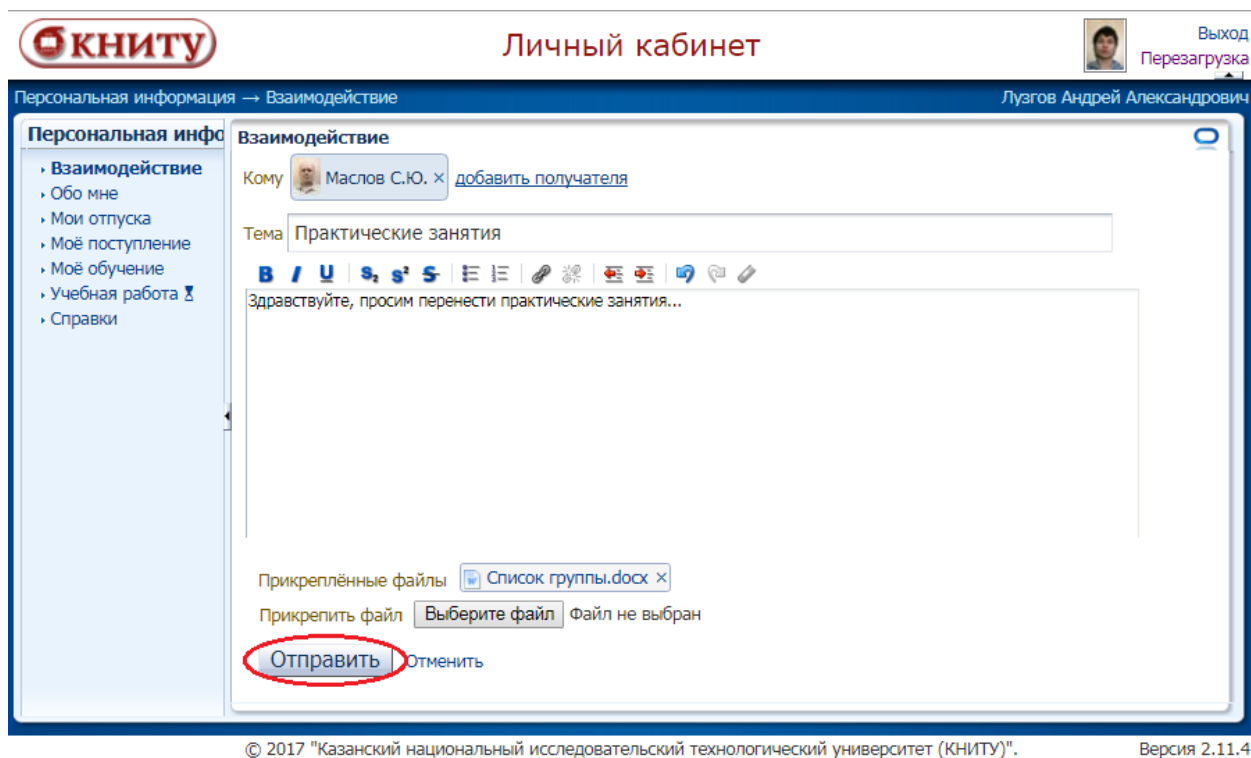 КНИТУ
Личный кабинет
Выход
Перезагрузка
Персональная информация → Взаимодействие
Лузгов Андрей Александрович
Персональная инфо
Взаимодействие
Обо мне
Мои отпуска
Моё поступление
Моё обучение
Учебная работа
Справки
Взаимодействие
Кому Маслов С.Ю. × добавить получателя
Тема Практические занятия
B I U S₂ S² S
Здравствуйте, просим перенести практические занятия...
Прикреплённые файлы Список группы.docx ×
Прикрепить файл Выберите файл Файл не выбран
Отправить Отменить
© 2017 "Казанский национальный исследовательский технологический университет (КНИТУ)".
Версия 2.11.4